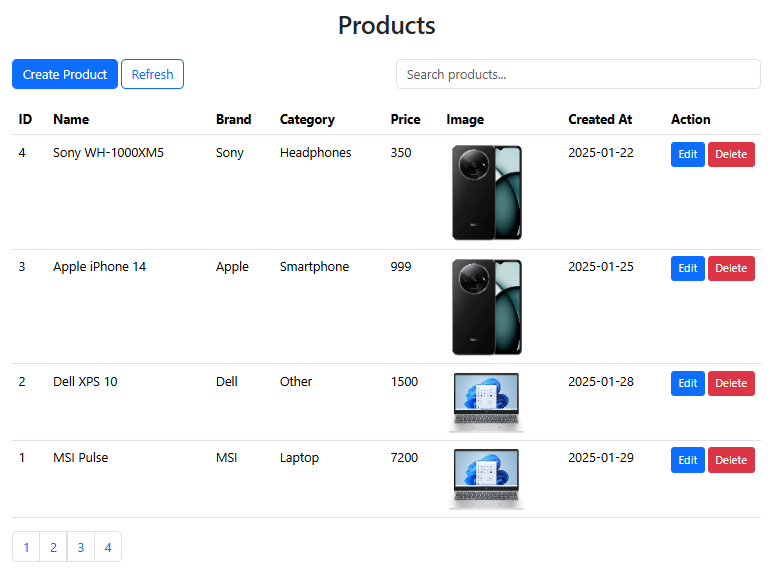 Products
Create Product Refresh Search products...
ID Name Brand Category Price Image Created At Action
4 Sony WH-1000XM5 Sony Headphones 350 2025-01-22 Edit Delete
3 Apple iPhone 14 Apple Smartphone 999 2025-01-25 Edit Delete
2 Dell XPS 10 Dell Other 1500 2025-01-28 Edit Delete
1 MSI Pulse MSI Laptop 7200 2025-01-29 Edit Delete
1 2 3 4